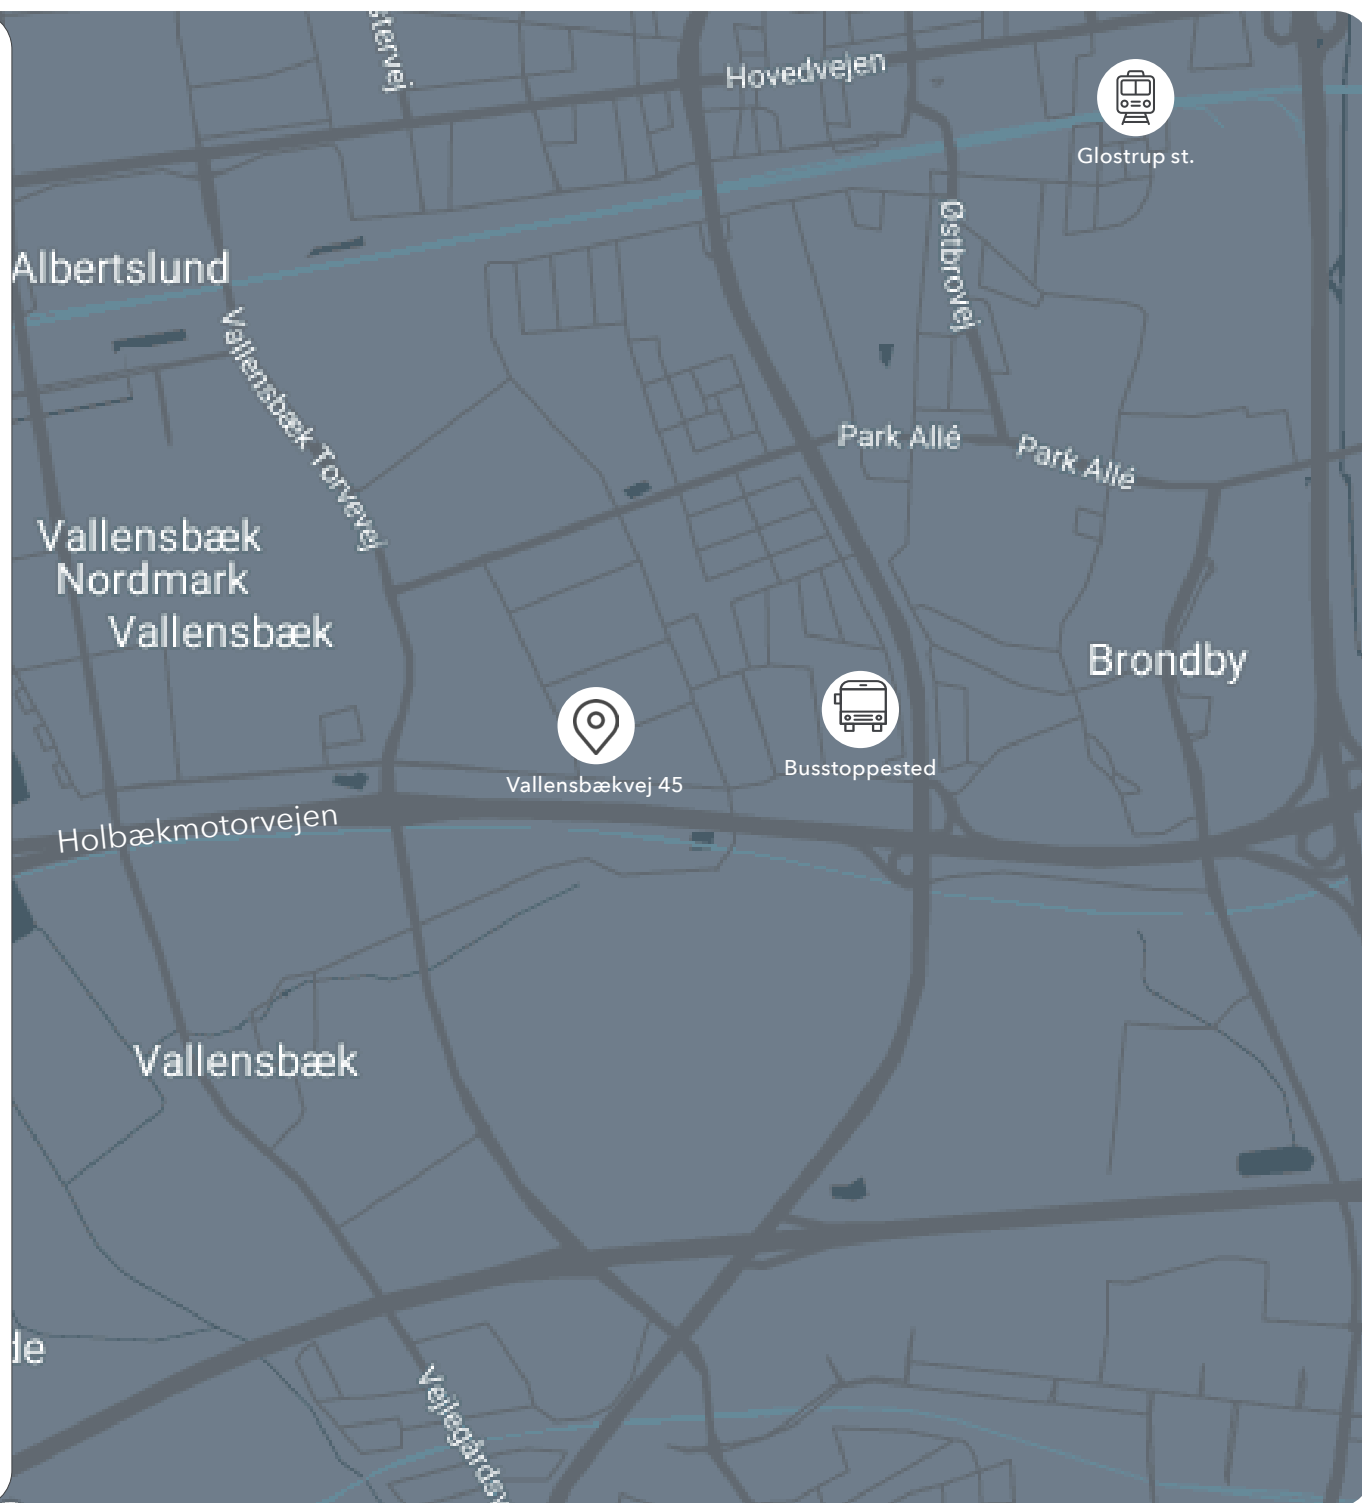 Hovedvejen
Glostrup st.
Østbrovej
Albertslund
Vallensbæk Torvevej
Park Allé
Park Allé
Vallensbæk
Nordmark
Vallensbæk
Brondby
Busstoppested
Vallensbækvej 45
Holbækmotorvejen
Vallensbæk